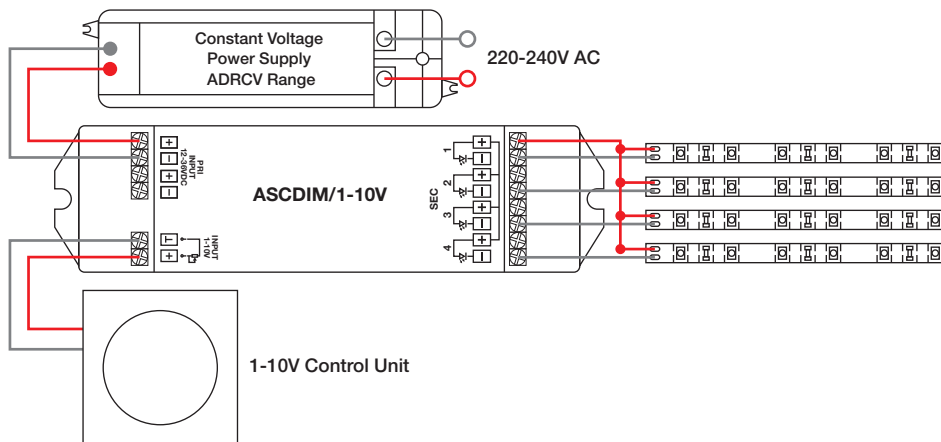 Constant Voltage
Power Supply
ADRCV Range
220-240V AC
+
−
+
−
PRI
INPUT
12-36VDC
ASCDIM/1-10V
SEC
1
+
−
2
+
−
3
+
−
4
+
−
INPUT
1-10V
+
1-10V Control Unit